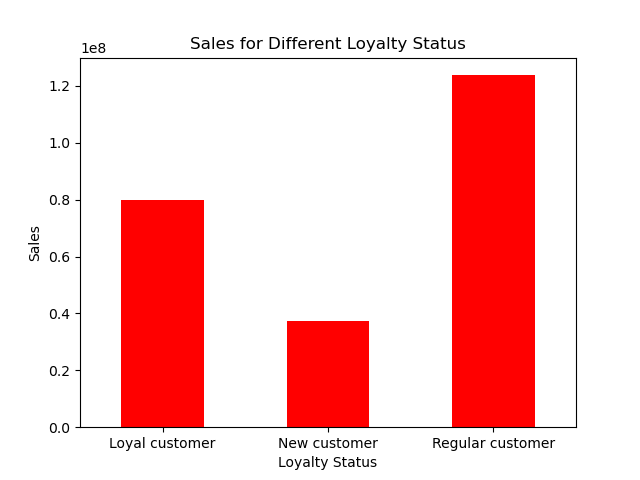 Sales for Different Loyalty Status
1e8
1.2
1.0
0.8
0.6
0.4
0.2
0.0
Sales
Loyal customer
New customer
Regular customer
Loyalty Status